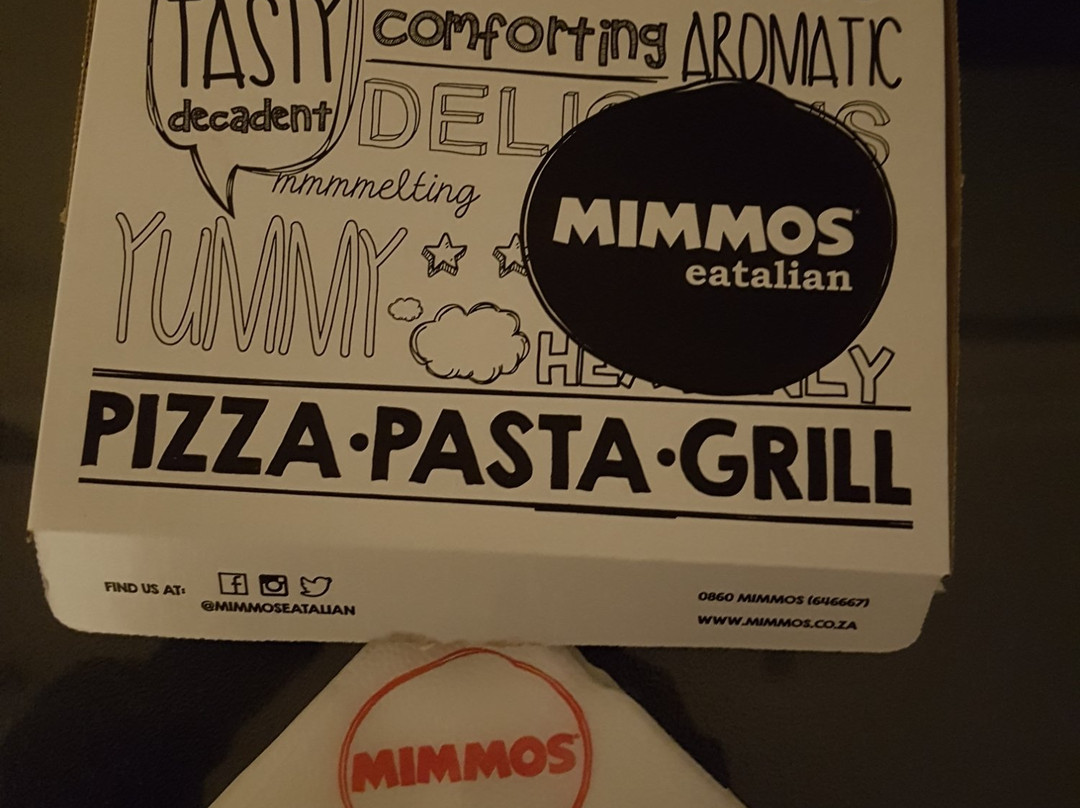 TASTY
comforting
AROMATIC
decadent
mmmmelting
MIMMOS
eatalian
YUMMY
PIZZA•PASTA•GRILL
FIND US AT:
@MIMMOSEATALIAN
0860 MIMMOS (646667)
WWW.MIMMOS.CO.ZA
MIMMOS